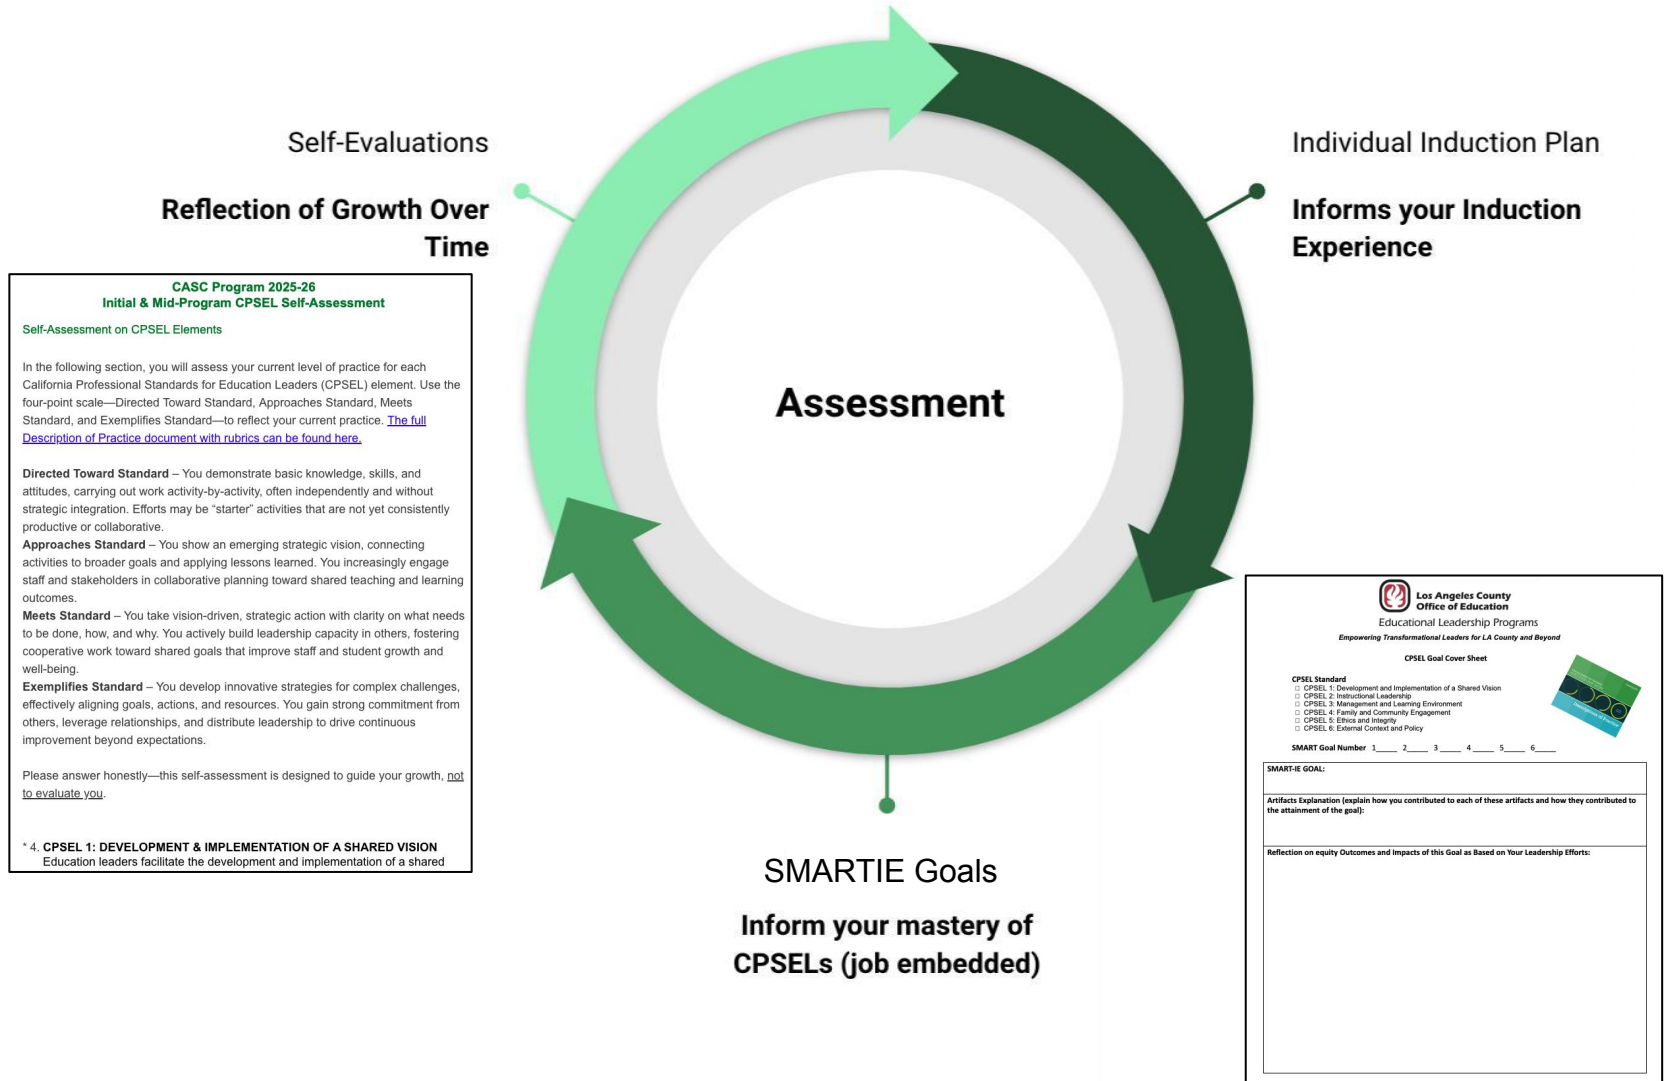 Self-Evaluations
Reflection of Growth Over
Time
CASC Program 2025-26
Initial & Mid-Program CPSEL Self-Assessment
Self-Assessment on CPSEL Elements
In the following section, you will assess your current level of practice for each
California Professional Standards for Education Leaders (CPSEL) element. Use the
four-point scale—Directed Toward Standard, Approaches Standard, Meets
Standard, and Exemplifies Standard—to reflect your current practice. The full
Description of Practice document with rubrics can be found here.
Directed Toward Standard – You demonstrate basic knowledge, skills, and
attitudes, carrying out work activity-by-activity, often independently and without
strategic integration. Efforts may be "starter" activities that are not yet consistently
productive or collaborative.
Approaches Standard – You show an emerging strategic vision, connecting
activities to broader goals and applying lessons learned. You increasingly engage
staff and stakeholders in collaborative planning toward shared teaching and learning
outcomes.
Meets Standard – You take vision-driven, strategic action with clarity on what needs
to be done, how, and why. You actively build leadership capacity in others, fostering
cooperative work toward shared goals that improve staff and student growth and
well-being.
Exemplifies Standard – You develop innovative strategies for complex challenges,
effectively aligning goals, actions, and resources. You gain strong commitment from
others, leverage relationships, and distribute leadership to drive continuous
improvement beyond expectations.
Please answer honestly—this self-assessment is designed to guide your growth, not
to evaluate you.
* 4. CPSEL 1: DEVELOPMENT & IMPLEMENTATION OF A SHARED VISION
Education leaders facilitate the development and implementation of a shared
Assessment
Individual Induction Plan
Informs your Induction
Experience
SMARTIE Goals
Inform your mastery of
CPSELs (job embedded)
Los Angeles County
Office of Education
Educational Leadership Programs
Empowering Transformational Leaders for LA County and Beyond
CPSEL Goal Cover Sheet
CPSEL Standard
☐ CPSEL 1: Development and Implementation of a Shared Vision
☐ CPSEL 2: Instructional Leadership
☐ CPSEL 3: Management and Learning Environment
☐ CPSEL 4: Family and Community Engagement
☐ CPSEL 5: Ethics and Integrity
☐ CPSEL 6: External Context and Policy
SMART Goal Number 1_____ 2_____ 3_____ 4_____ 5_____ 6_____
SMART-IE GOAL:
Artifacts Explanation (explain how you contributed to each of these artifacts and how they contributed to
the attainment of the goal):
Reflection on equity Outcomes and Impacts of this Goal as Based on Your Leadership Efforts: